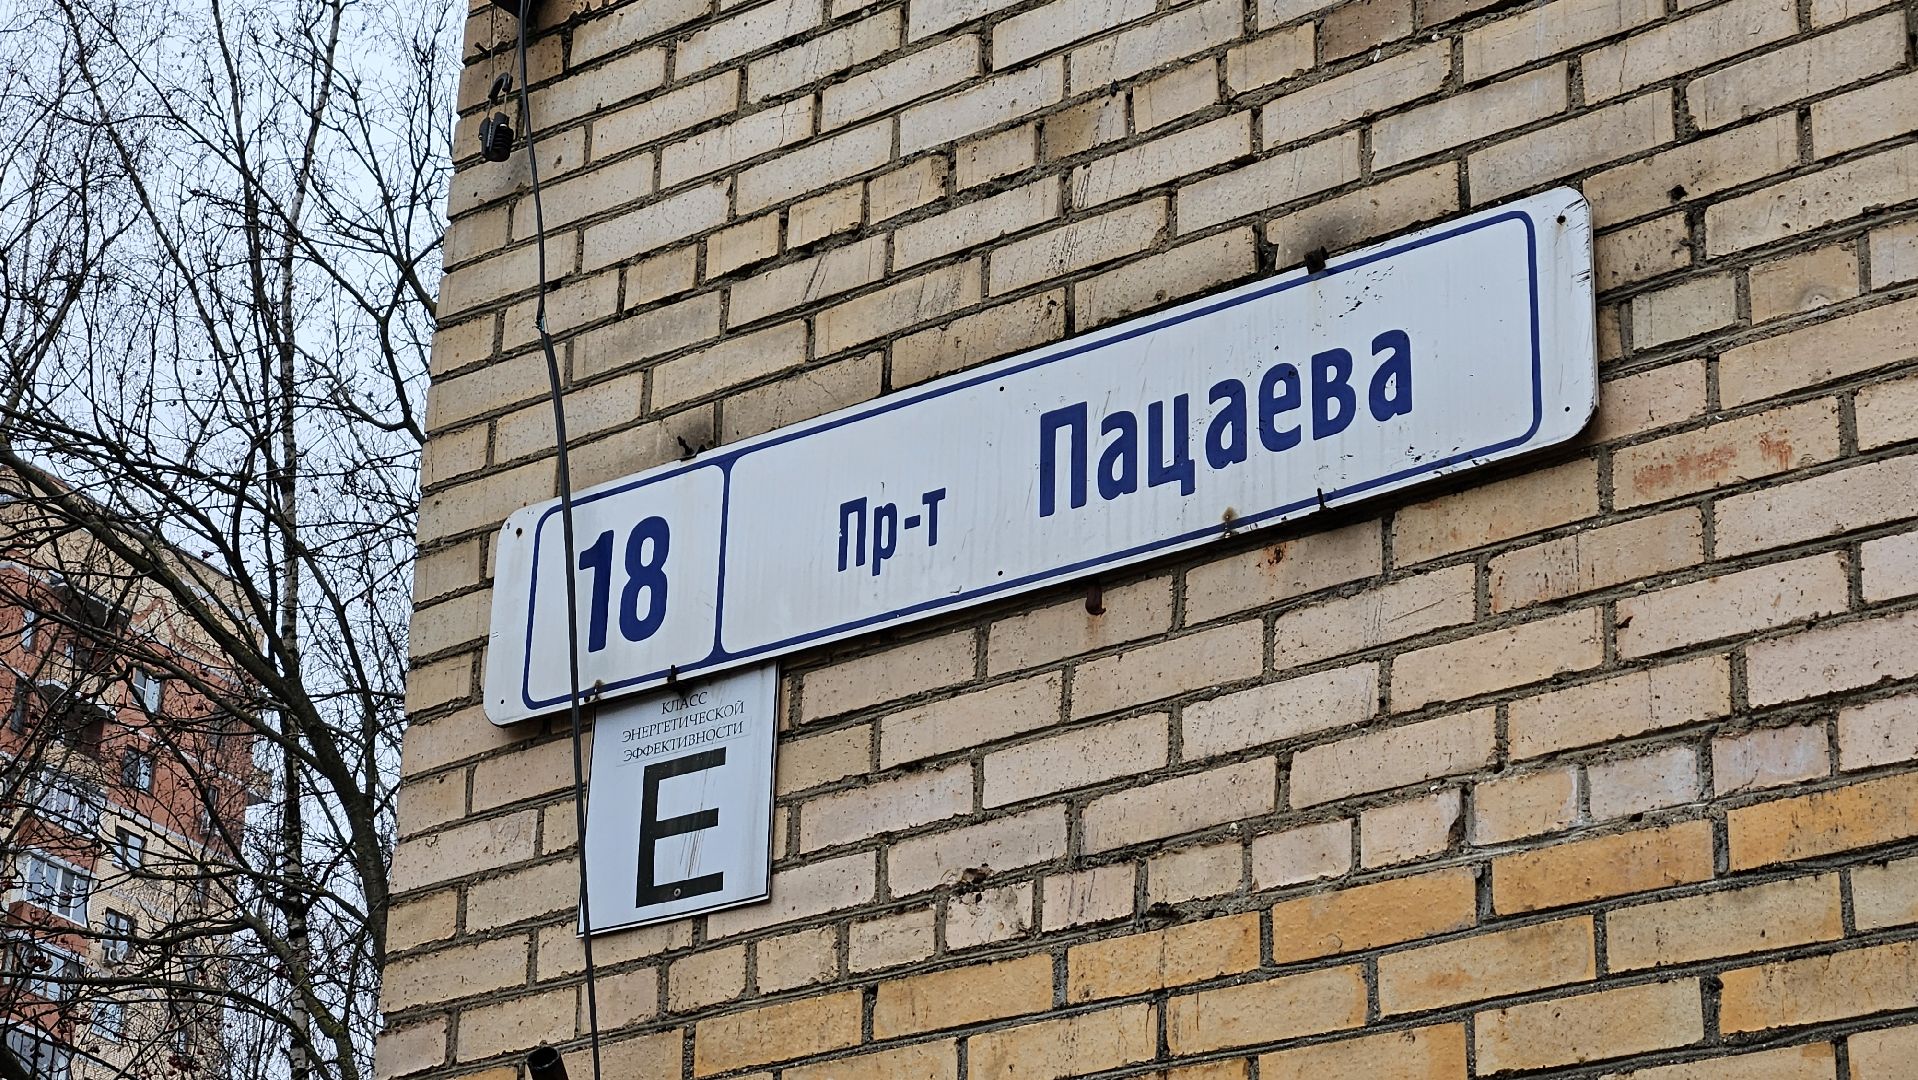 18 Пр-т Пацаева
КЛАСС
ЭНЕРГЕТИЧЕСКОЙ
ЭФФЕКТИВНОСТИ
E